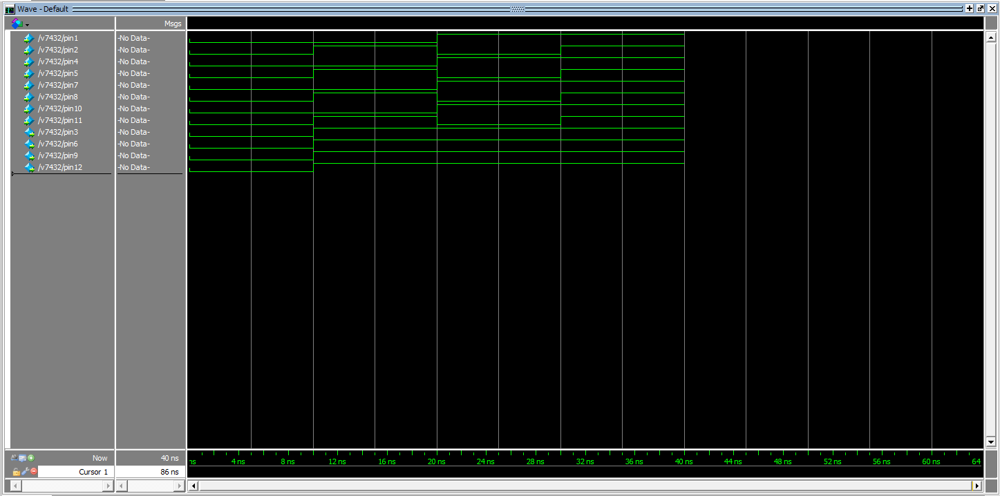 Wave - Default
Msgs
/v7432/pin1 -No Data-
/v7432/pin2 -No Data-
/v7432/pin4 -No Data-
/v7432/pin5 -No Data-
/v7432/pin7 -No Data-
/v7432/pin8 -No Data-
/v7432/pin10 -No Data-
/v7432/pin11 -No Data-
/v7432/pin3 -No Data-
/v7432/pin6 -No Data-
/v7432/pin9 -No Data-
/v7432/pin12 -No Data-
Now 40 ns ns 4 ns 8 ns 12 ns 16 ns 20 ns 24 ns 28 ns 32 ns 36 ns 40 ns 44 ns 48 ns 52 ns 56 ns 60 ns 64
Cursor 1 86 ns